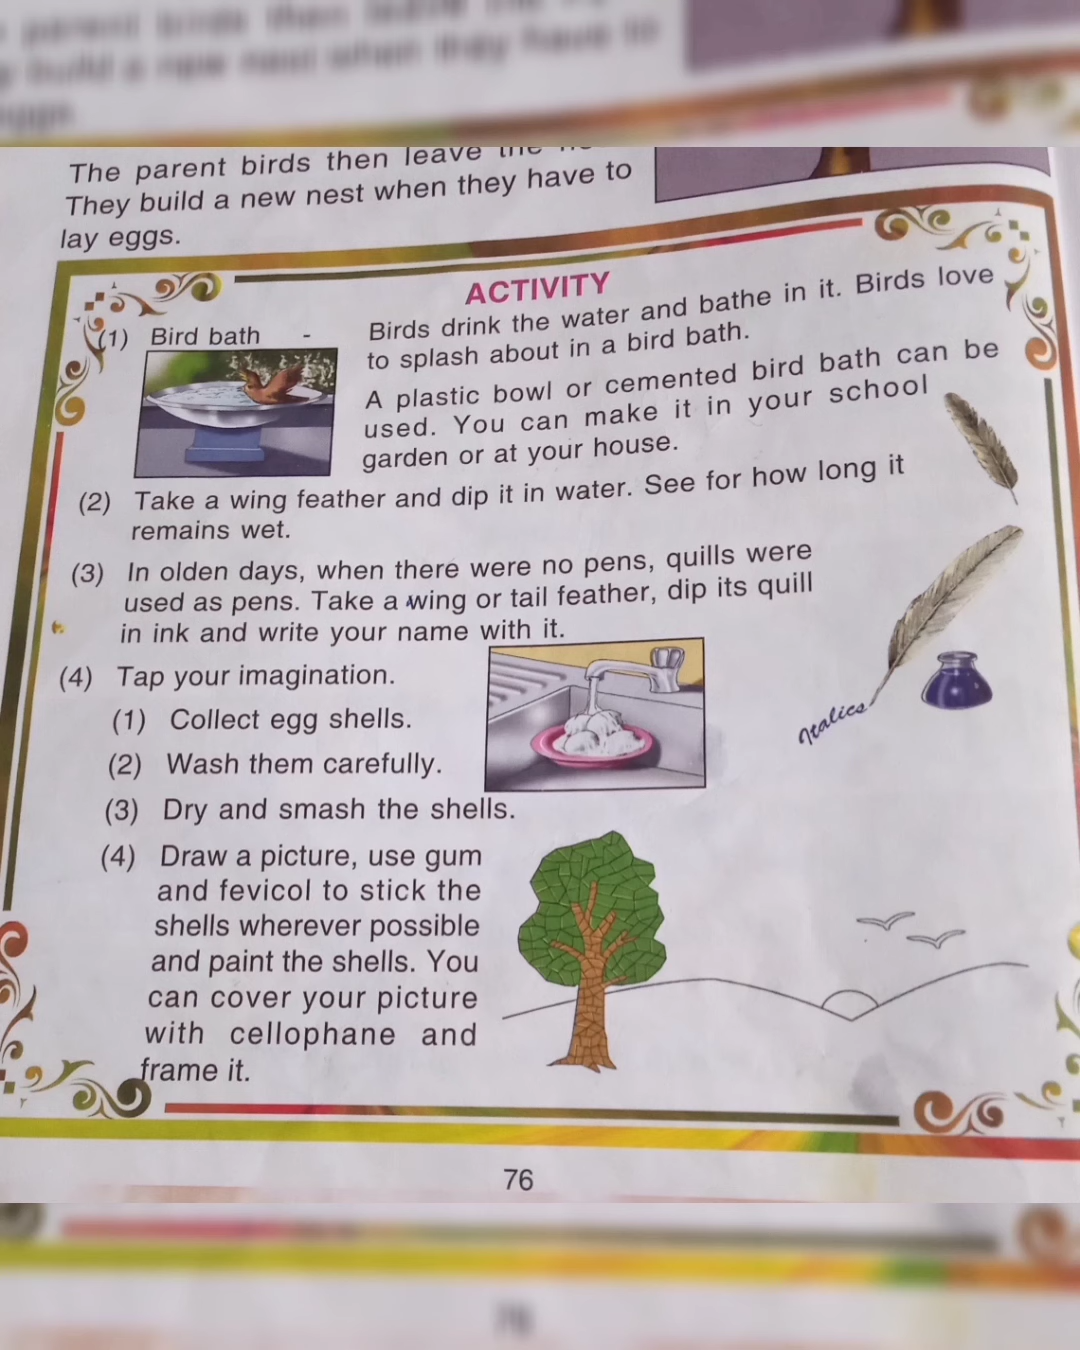 The parent birds then leave the
They build a new nest when they have to
lay eggs.
ACTIVITY
(1) Bird bath - Birds drink the water and bathe in it. Birds love
to splash about in a bird bath.
A plastic bowl or cemented bird bath can be
used. You can make it in your school
garden or at your house.
(2) Take a wing feather and dip it in water. See for how long it
remains wet.
(3) In olden days, when there were no pens, quills were
used as pens. Take a wing or tail feather, dip its quill
in ink and write your name with it.
Italics
(4) Tap your imagination.
(1) Collect egg shells.
(2) Wash them carefully.
(3) Dry and smash the shells.
(4) Draw a picture, use gum
and fevicol to stick the
shells wherever possible
and paint the shells. You
can cover your picture
with cellophane and
frame it.
76